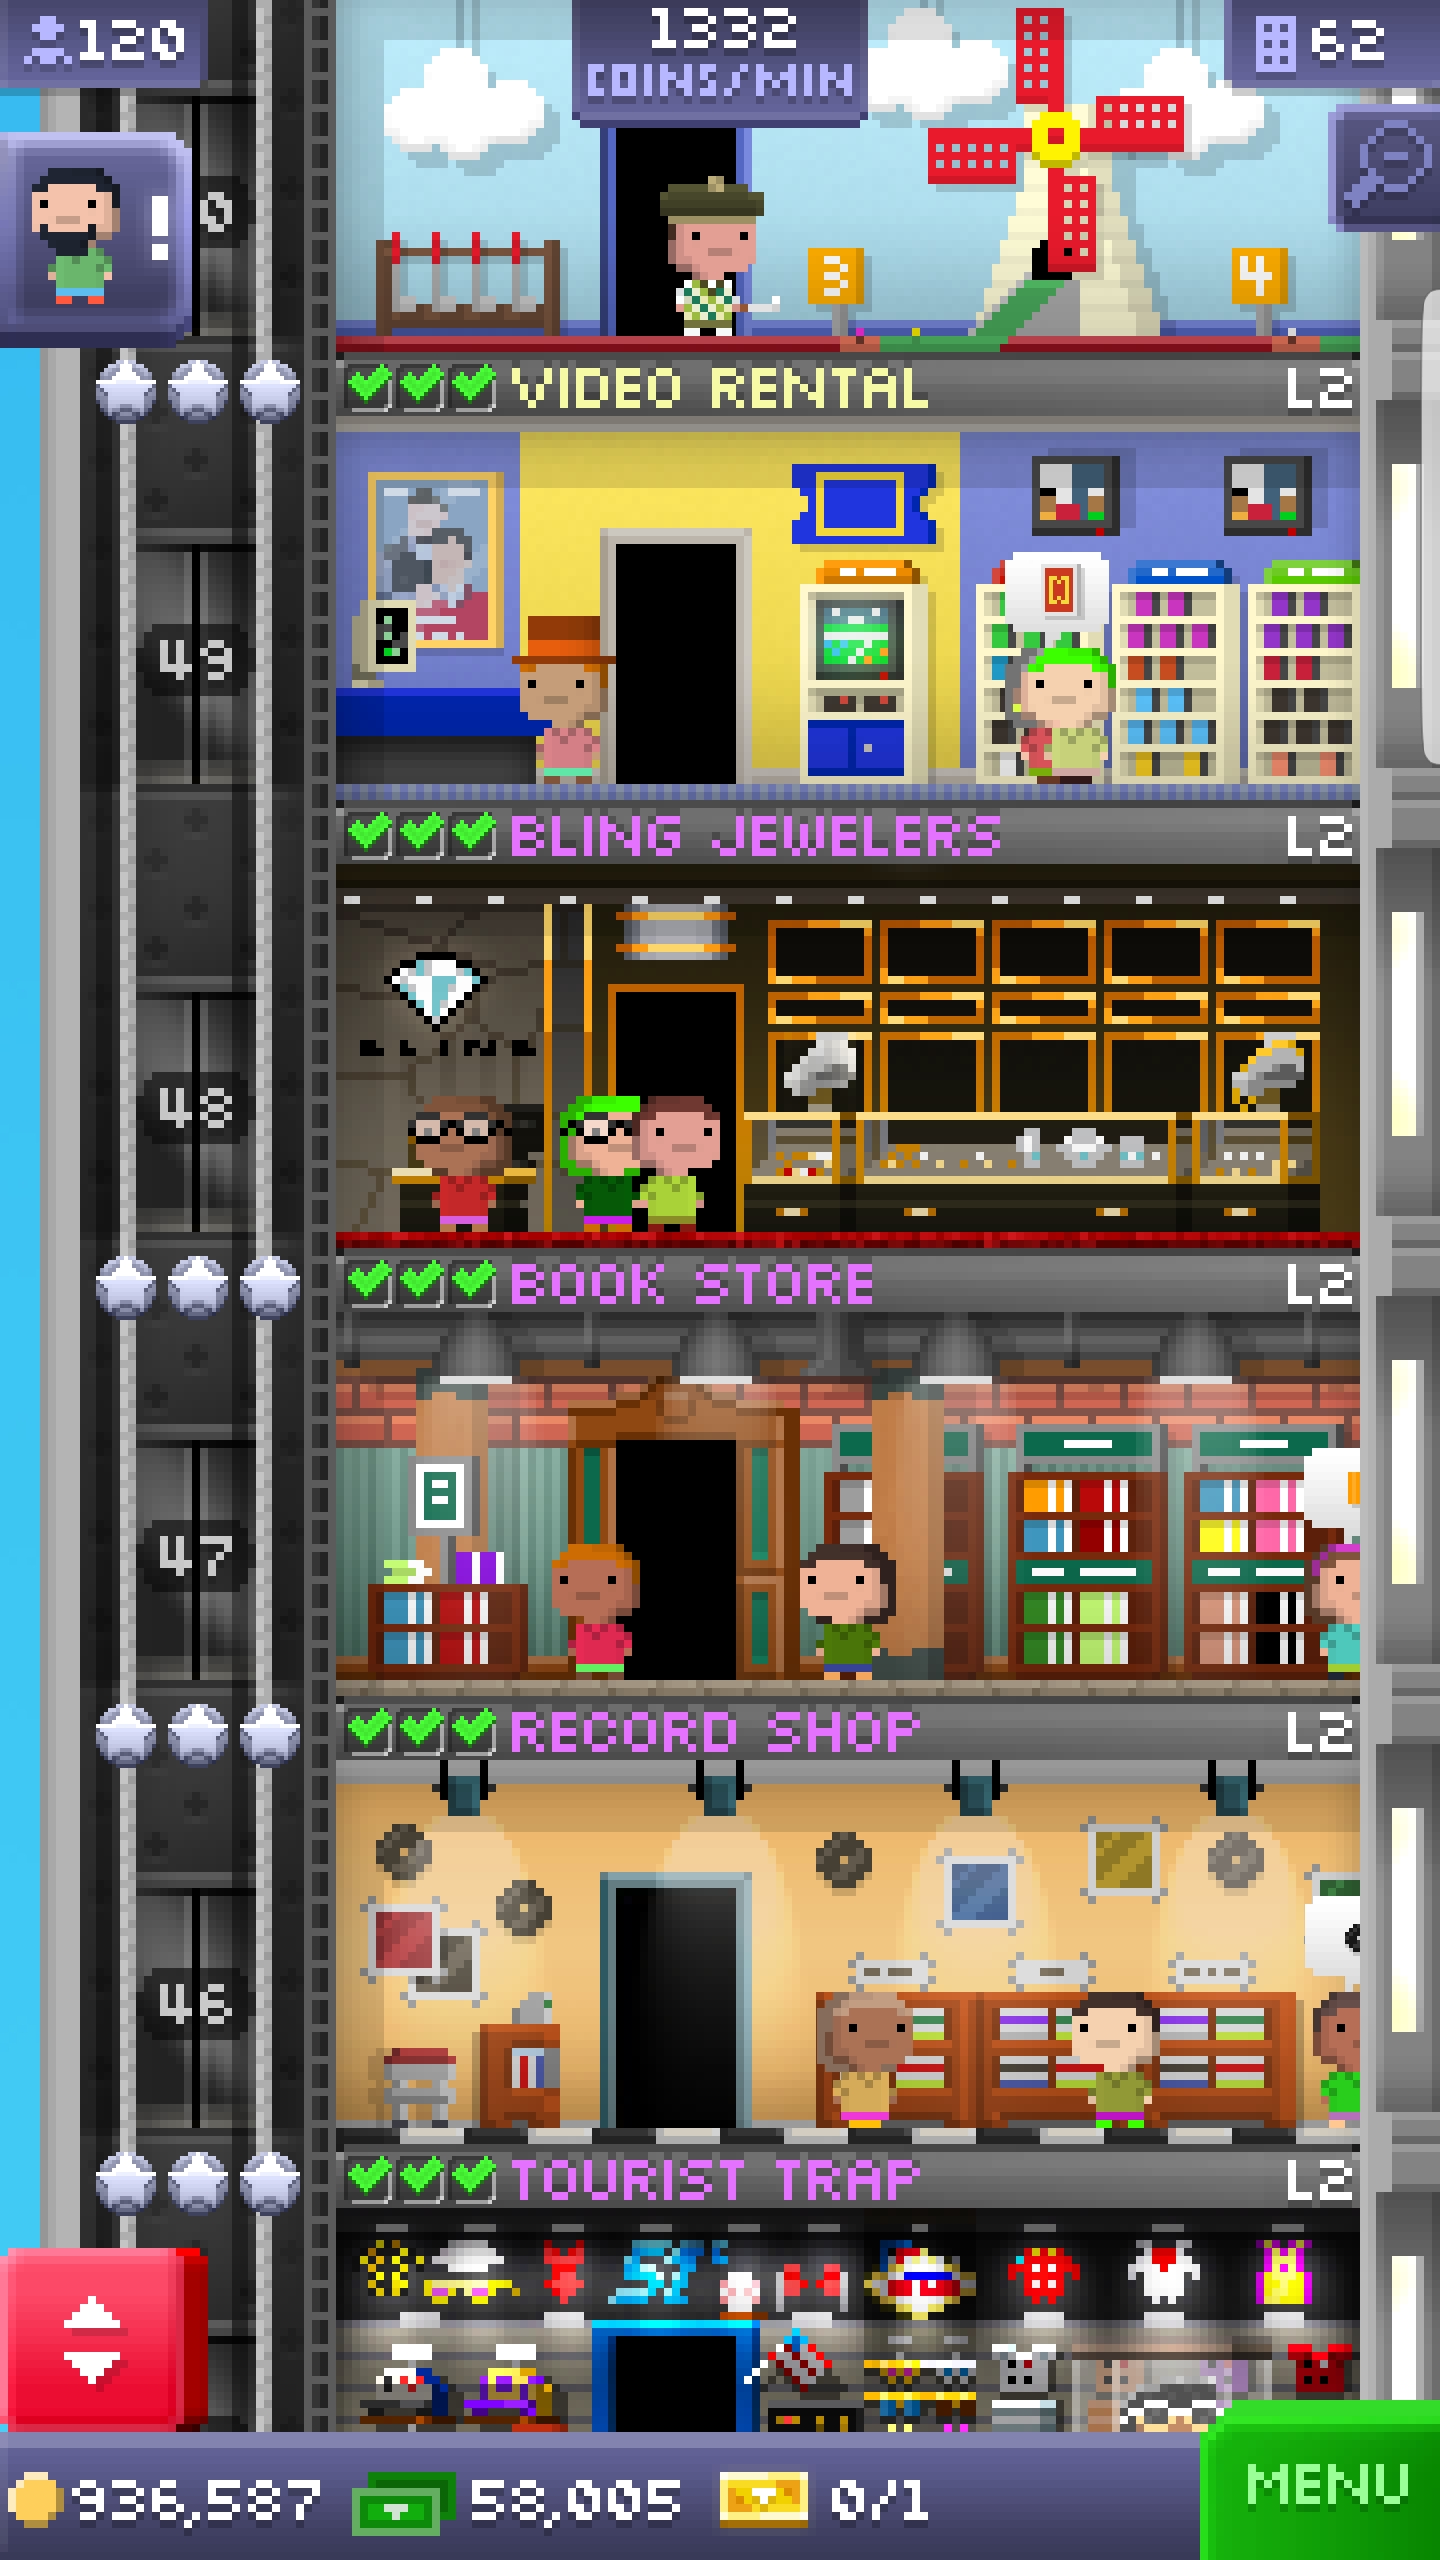 120
1332
COINS/MIN
62
!
0
3
4
VIDEO RENTAL
L2
49
BLING JEWELERS
L2
BLING
48
BOOK STORE
L2
8
47
RECORD SHOP
L2
46
TOURIST TRAP
L2
936,587
58,005
0/1
MENU